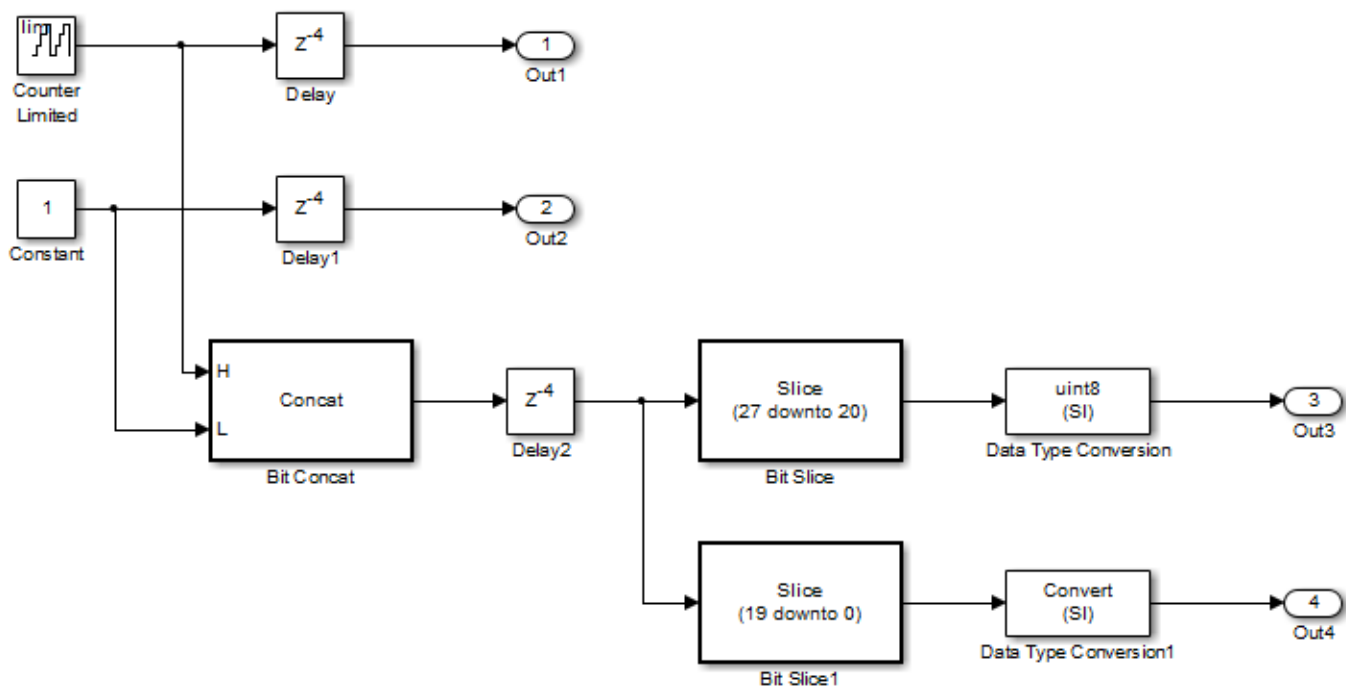 lim
Counter
Limited
Z-4
Delay
1
Out1
1
Constant
Z-4
Delay1
2
Out2
H
Concat
L
Bit Concat
Z-4
Delay2
Slice
(27 downto 20)
Bit Slice
uint8
(SI)
Data Type Conversion
3
Out3
Slice
(19 downto 0)
Bit Slice1
Convert
(SI)
Data Type Conversion1
4
Out4